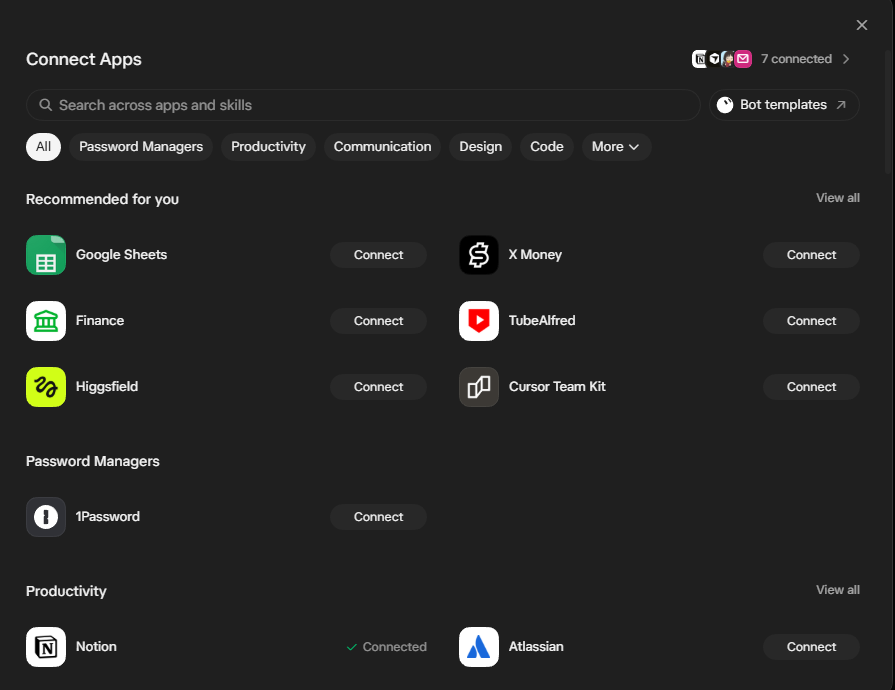 Connect Apps
7 connected
Search across apps and skills
Bot templates
All
Password Managers
Productivity
Communication
Design
Code
More
Recommended for you
View all
Google Sheets
Connect
X Money
Connect
Finance
Connect
TubeAlfred
Connect
Higgsfield
Connect
Cursor Team Kit
Connect
Password Managers
1Password
Connect
Productivity
View all
Notion
Connected
Atlassian
Connect